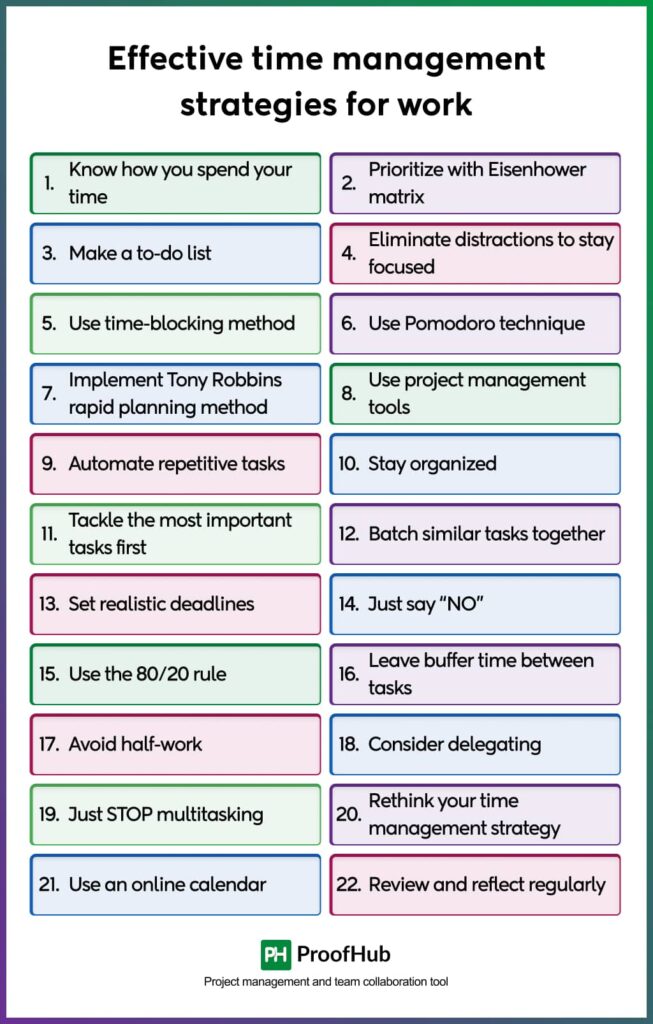 Effective time management
strategies for work
1. Know how you spend your
time
2. Prioritize with Eisenhower
matrix
3. Make a to-do list
4. Eliminate distractions to stay
focused
5. Use time-blocking method
6. Use Pomodoro technique
7. Implement Tony Robbins
rapid planning method
8. Use project management
tools
9. Automate repetitive tasks
10. Stay organized
11. Tackle the most important
tasks first
12. Batch similar tasks together
13. Set realistic deadlines
14. Just say “NO”
15. Use the 80/20 rule
16. Leave buffer time between
tasks
17. Avoid half-work
18. Consider delegating
19. Just STOP multitasking
20. Rethink your time
management strategy
21. Use an online calendar
22. Review and reflect regularly
PH ProofHub
Project management and team collaboration tool